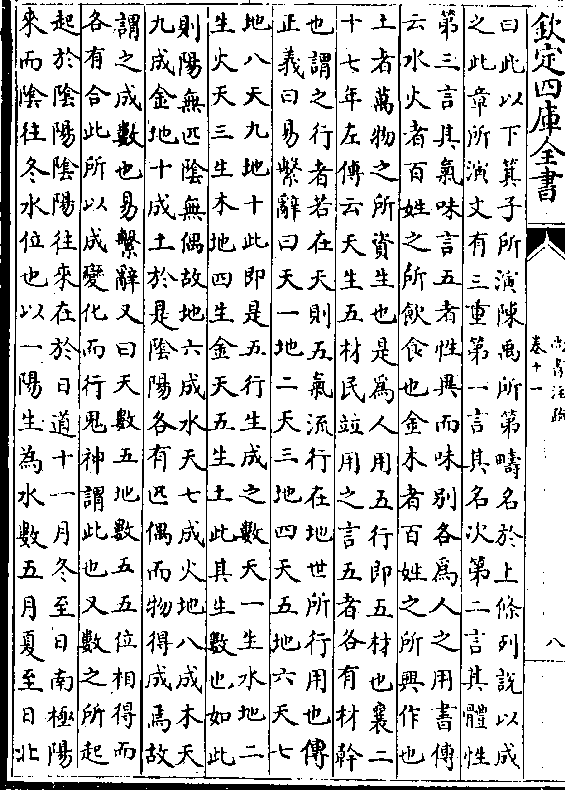 欽定四庫全書
尚書注疏
卷十一
八
曰此以下箕子所演陳禹所第疇名於上條列說以成
之此章所演文有三重第一言其名次第二言其體性
第三言其氣味言五者性異而味別各爲人之用書傳
云水火者百姓之所飲食也金木者百姓之所興作也
土者萬物之所資生也是爲人用五行即五材也襄二
十七年左傳云天生五材民竝用之言五者各有材幹
也謂之行者若在天則五氣流行在地世所行用也傳
正義曰易繫辭曰天一地二天三地四天五地六天七
地八天九地十此即是五行生成之數天一生水地二
生火天三生木地四生金天五生土此其生數也如此
則陽無匹陰無偶故地六成水天七成火地八成木天
九成金地十成土於是陰陽各有匹偶而物得成焉故
謂之成數也易繫辭又曰天數五地數五五位相得而
各有合此所以成變化而行鬼神謂此也又數之所起
起於陰陽陰陽往來在於日道十一月冬至日南極陽
來而陰往冬水位也以一陽生為水數五月夏至日北